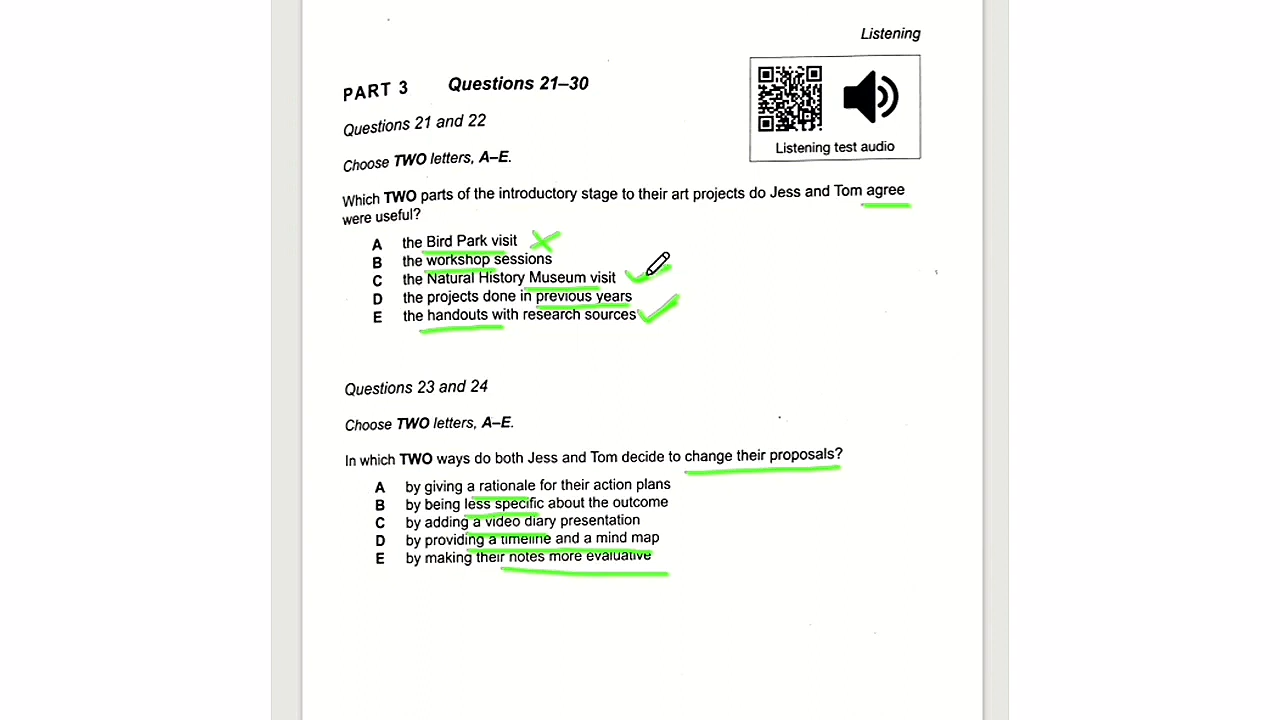 Listening
PART 3 Questions 21–30
Listening test audio
Questions 21 and 22
Choose TWO letters, A–E.
Which TWO parts of the introductory stage to their art projects do Jess and Tom agree
were useful?
A the Bird Park visit
B the workshop sessions
C the Natural History Museum visit
D the projects done in previous years
E the handouts with research sources
Questions 23 and 24
Choose TWO letters, A–E.
In which TWO ways do both Jess and Tom decide to change their proposals?
A by giving a rationale for their action plans
B by being less specific about the outcome
C by adding a video diary presentation
D by providing a timeline and a mind map
E by making their notes more evaluative